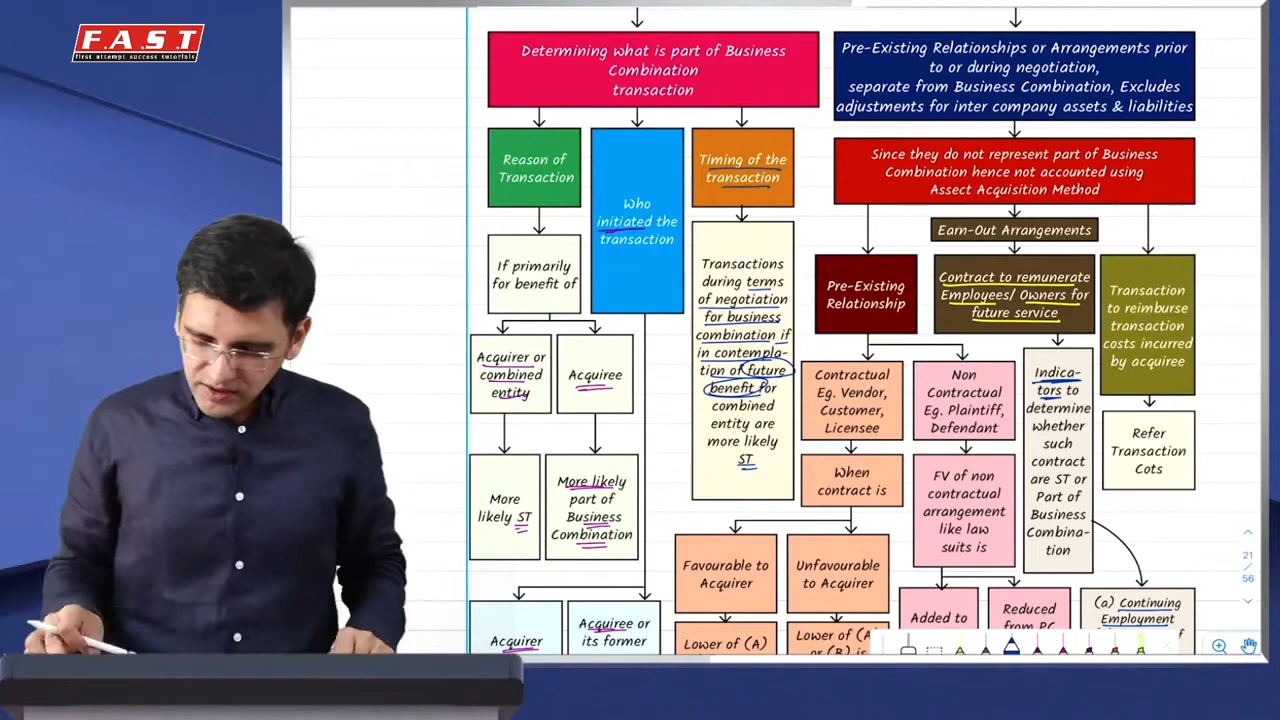 F.A.S.T
first attempt success tutorials
Determining what is part of Business
Combination
transaction
Reason of
Transaction
If primarily
for benefit of
Acquirer or
combined
entity
Acquiree
More
likely ST
More likely
part of
Business
Combination
Who
initiated the
transaction
Acquirer
Acquiree or
its former
Timing of the
transaction
Transactions
during terms
of negotiation
for business
combination if
in contempla-
tion of future
benefit for
combined
entity are
more likely
ST
Pre-Existing Relationships or Arrangements prior
to or during negotiation,
separate from Business Combination, Excludes
adjustments for inter company assets & liabilities
Since they do not represent part of Business
Combination hence not accounted using
Assect Acquisition Method
Pre-Existing
Relationship
Contractual
Eg. Vendor,
Customer,
Licensee
When
contract is
Favourable to
Acquirer
Lower of (A)
Unfavourable
to Acquirer
Lower of (A)
or (B) is
Non
Contractual
Eg. Plaintiff,
Defendant
FV of non
contractual
arrangement
like law
suits is
Added to
Reduced
from PC
Earn-Out Arrangements
Contract to remunerate
Employees/ Owners for
future service
Indica-
tors to
determine
whether
such
contract
are ST or
Part of
Business
Combina-
tion
(a) Continuing
Employment
Transaction
to reimburse
transaction
costs incurred
by acquiree
Refer
Transaction
Cots
21
/
56